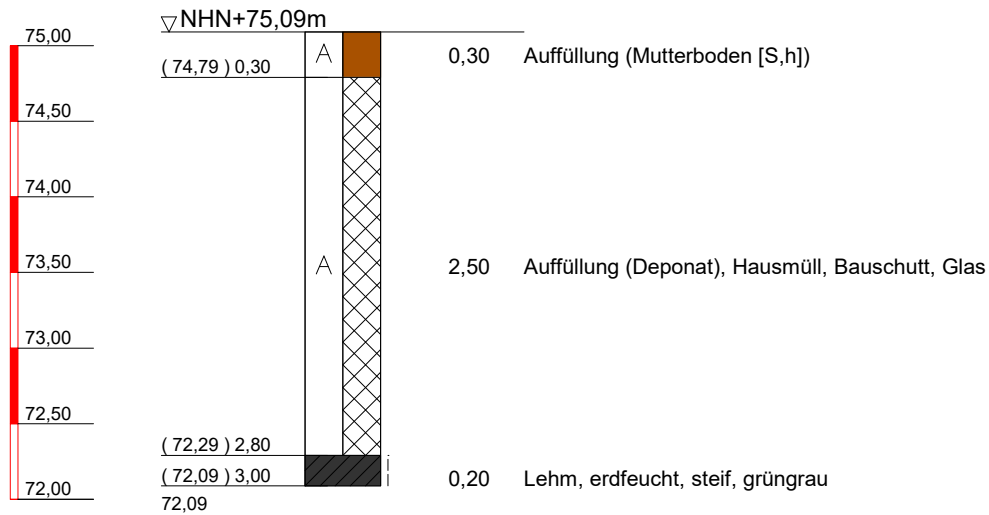 NHN+75,09m
75,00
( 74,79 ) 0,30
A
0,30 Auffüllung (Mutterboden [S,h])
74,50
74,00
73,50
A
2,50 Auffüllung (Deponat), Hausmüll, Bauschutt, Glas
73,00
72,50
( 72,29 ) 2,80
( 72,09 ) 3,00
0,20 Lehm, erdfeucht, steif, grüngrau
72,00
72,09